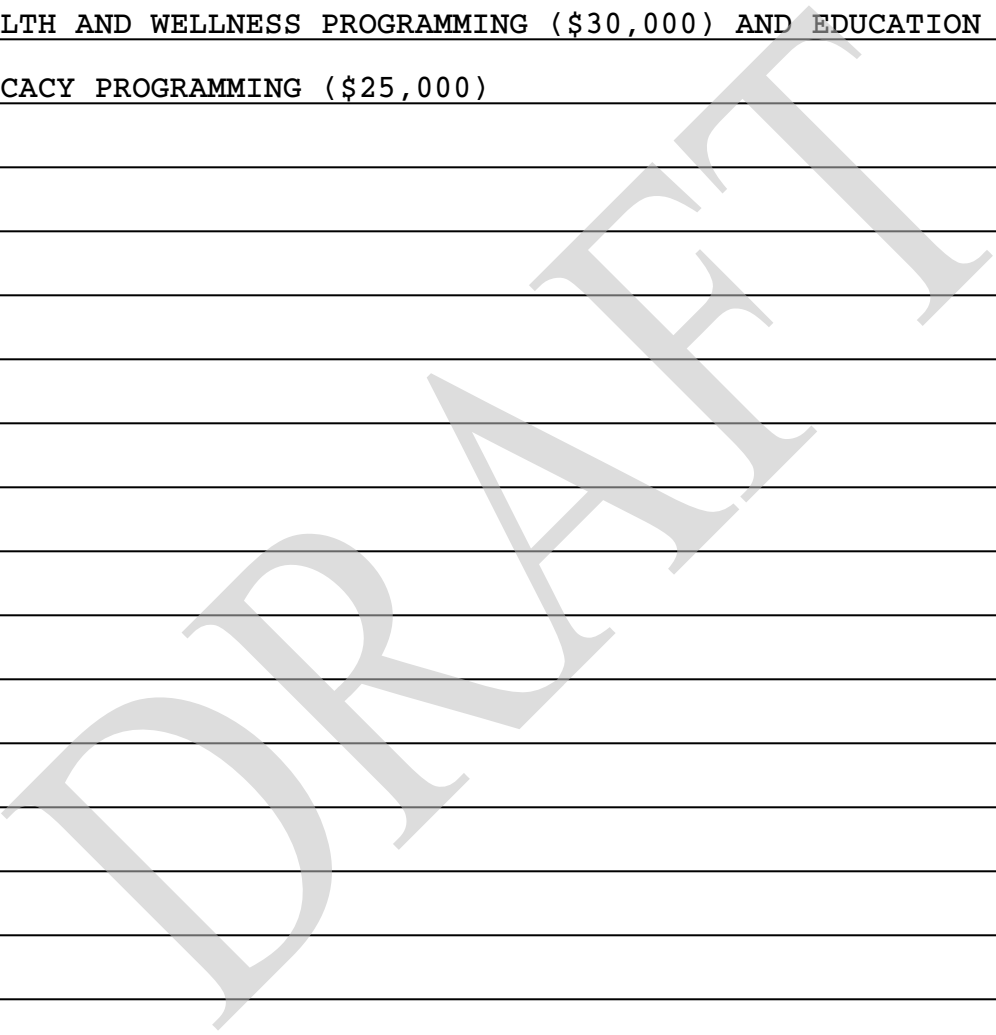 LTH AND WELLNESS PROGRAMMING ($30,000) AND EDUCATION
CACY PROGRAMMING ($25,000)
DRAFT